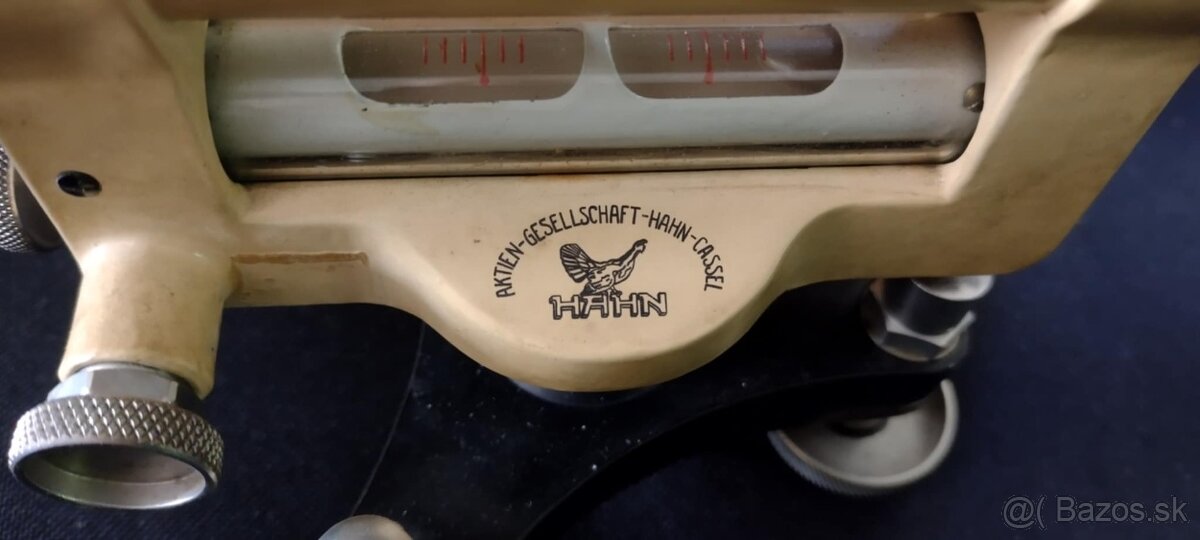 AKTIEN-GESELLSCHAFT-HAHN-CASSEL
HAHN
@( Bazos.sk